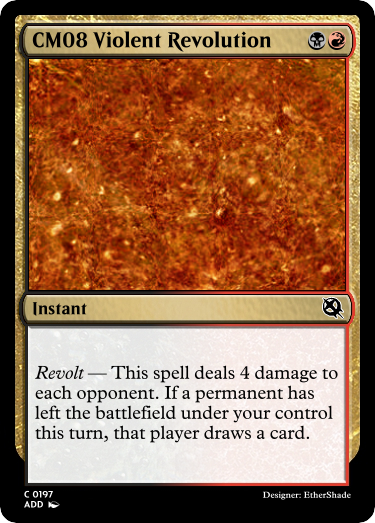 CM08 Violent Revolution
Instant
Revolt — This spell deals 4 damage to
each opponent. If a permanent has
left the battlefield under your control
this turn, that player draws a card.
C 0197
ADD
Designer: EtherShade